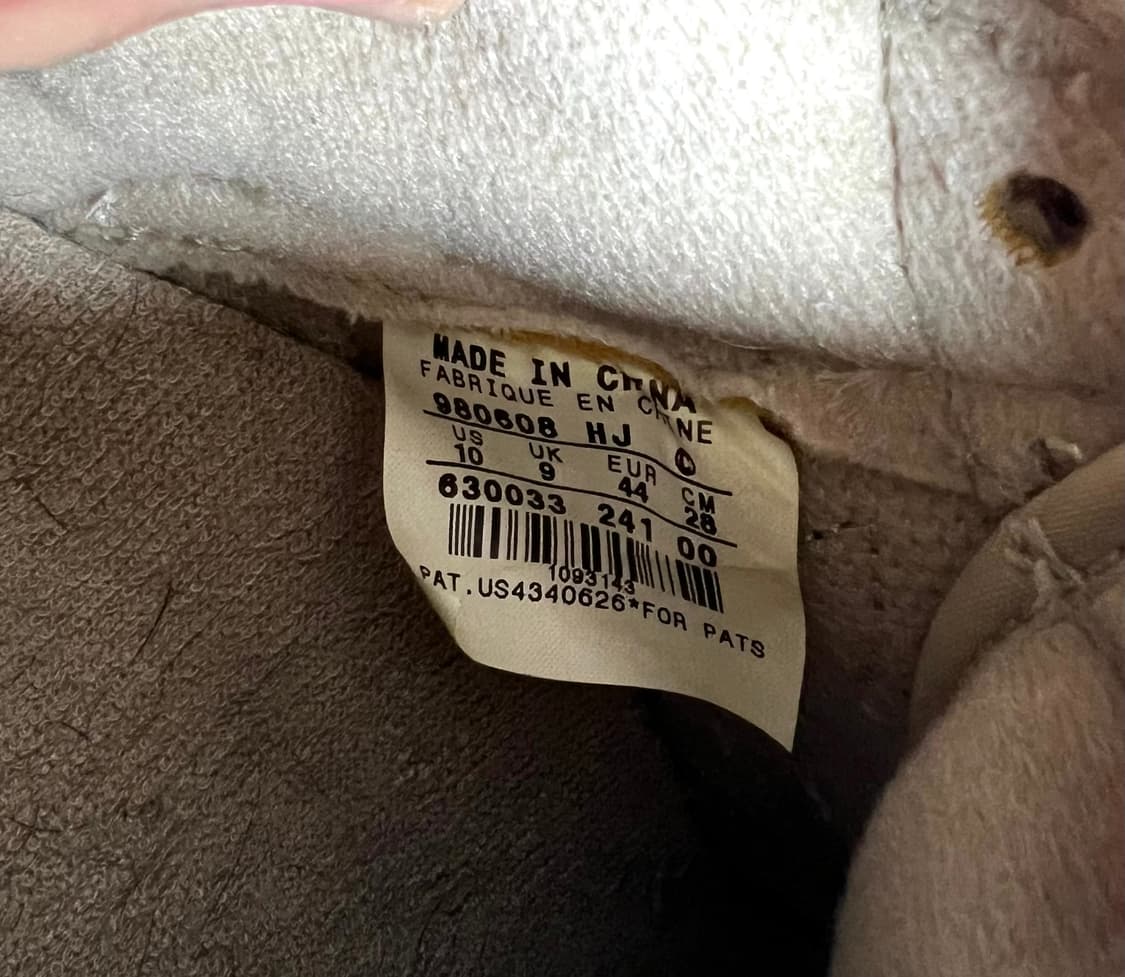 MADE IN CHINA
FABRIQUE EN CHINE
980608 HJ C
US UK EUR CM
10 9 44 28
630033 241 00
1093143
PAT.US4340626*FOR PATS